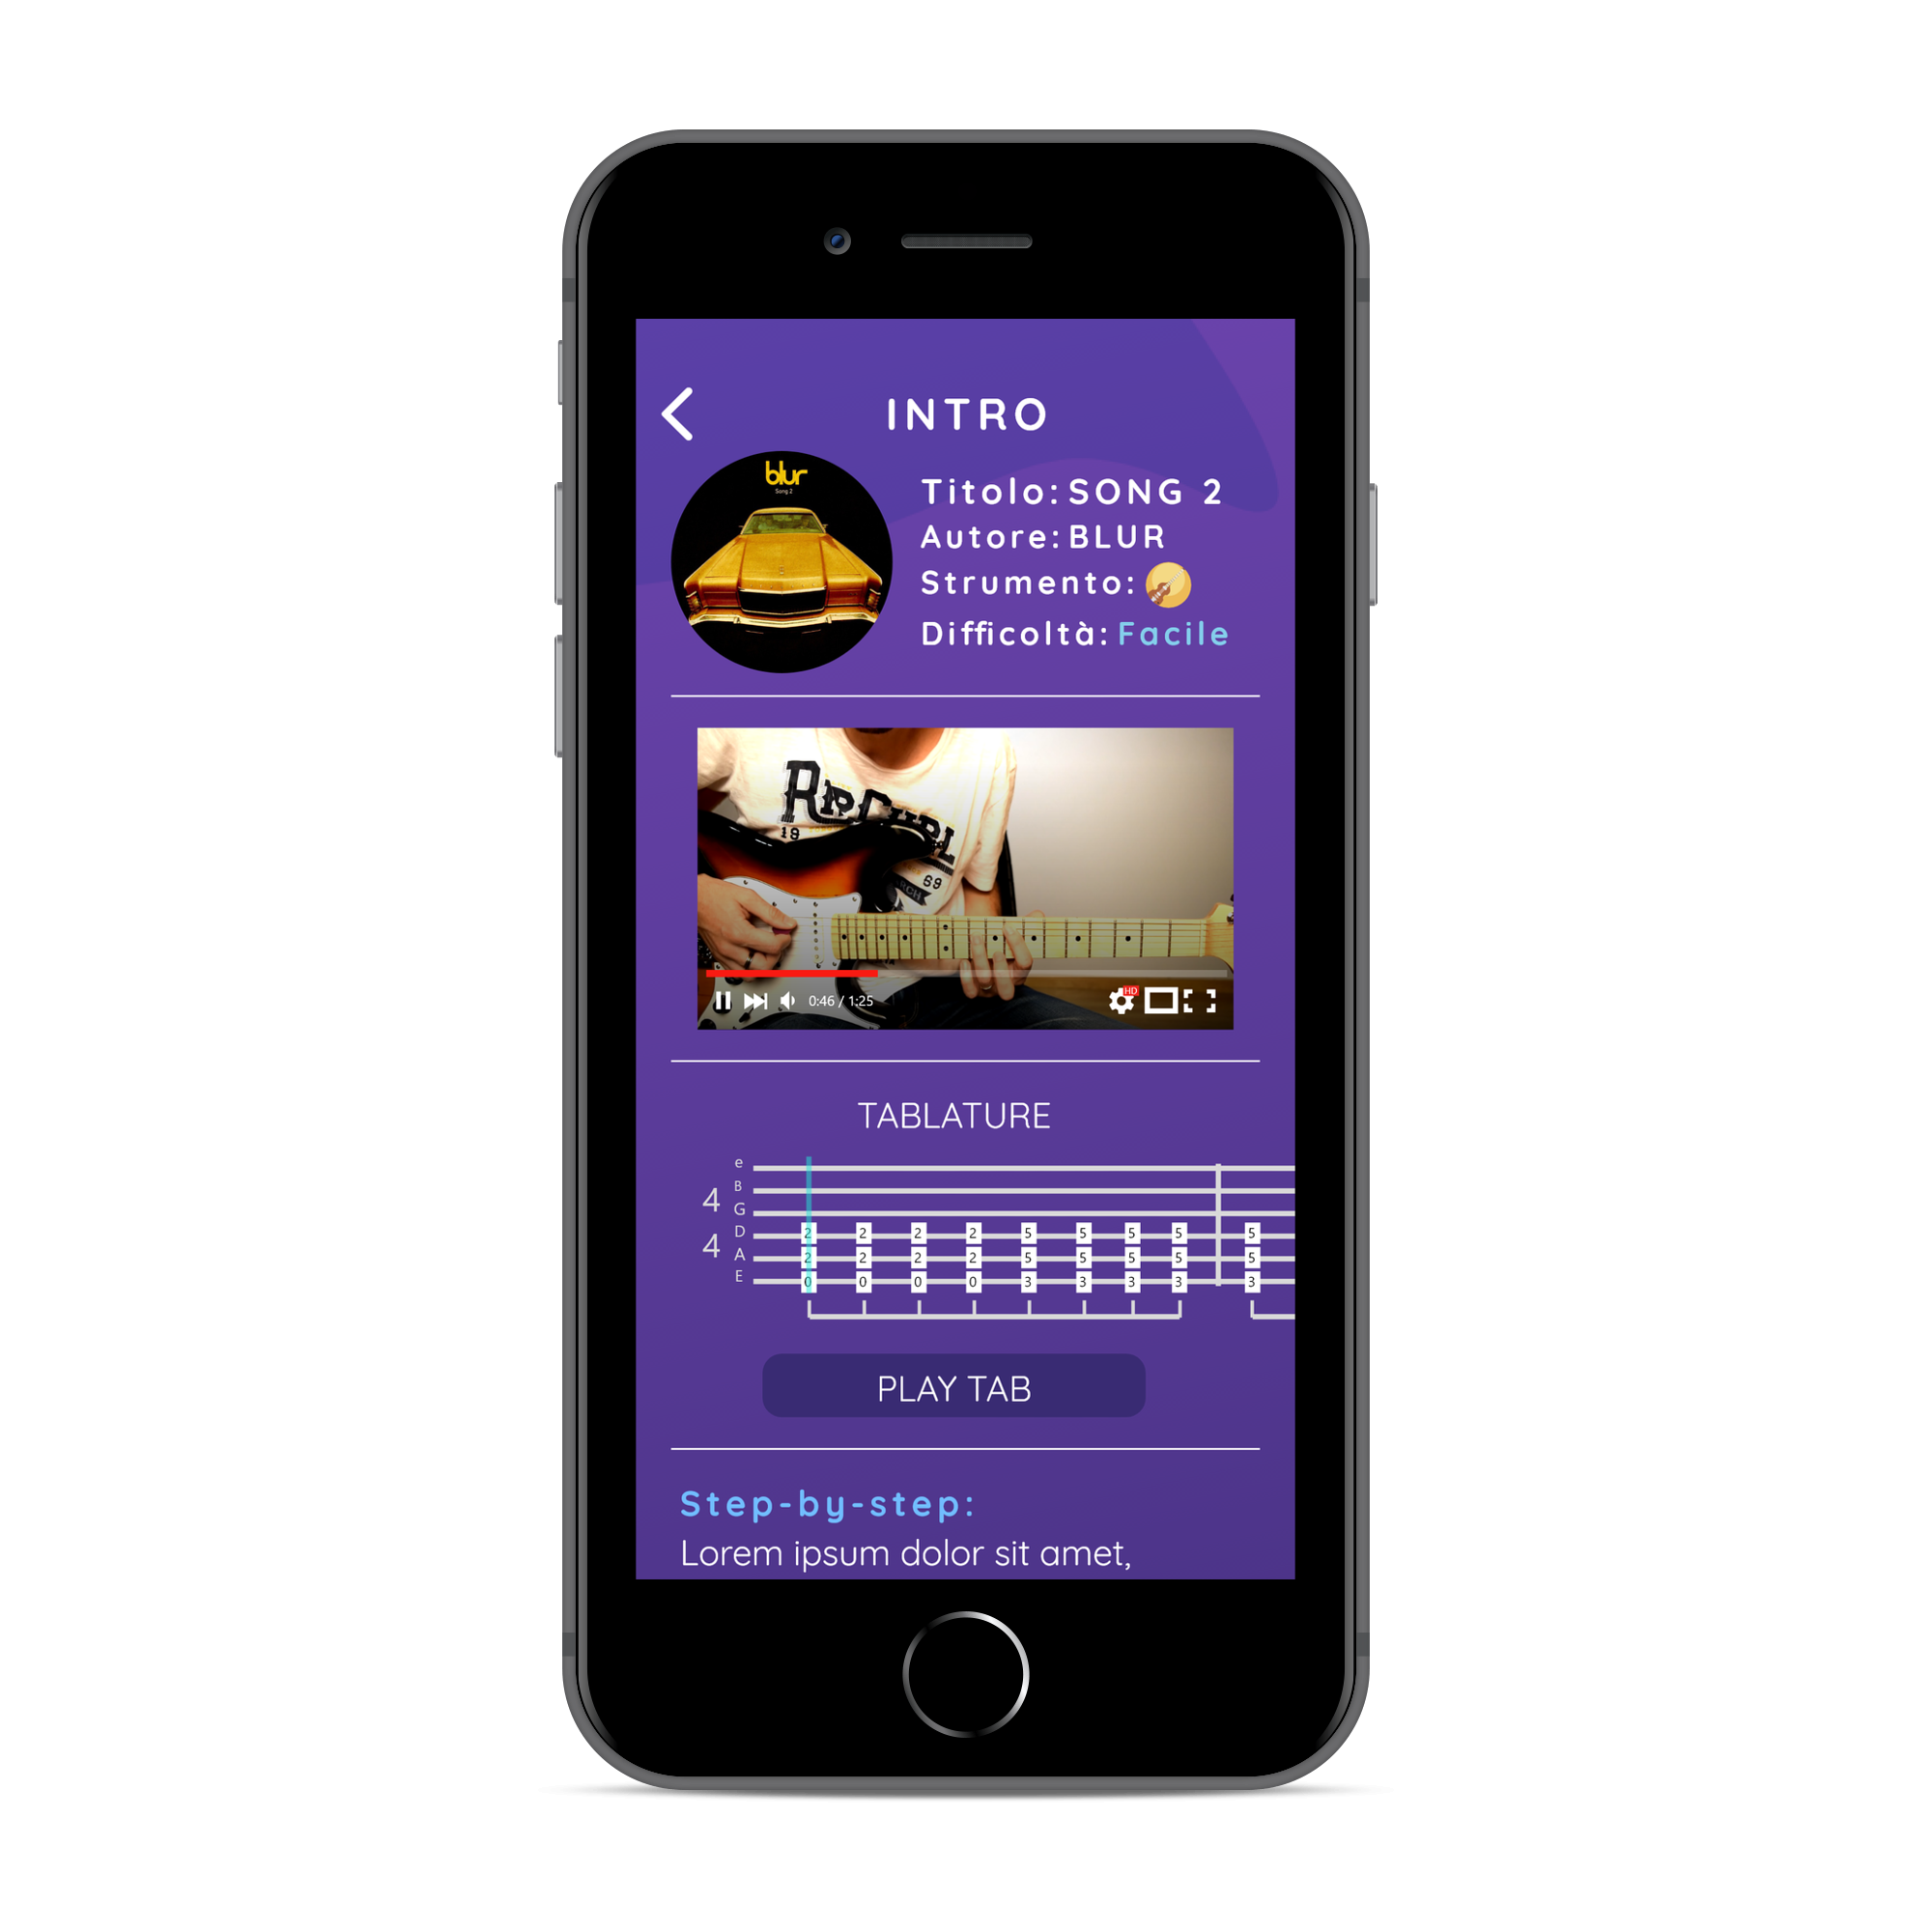 INTRO
blur
Song 2
Titolo: SONG 2
Autore: BLUR
Strumento:
Difficoltà: Facile
19
69
0:46 / 1:25
HD
TABLATURE
e
B
4 G
D 2 2 2 2 5 5 5 5 5
4 A 2 2 2 2 5 5 5 5 5
E 0 0 0 0 3 3 3 3 3
PLAY TAB
Step-by-step:
Lorem ipsum dolor sit amet,